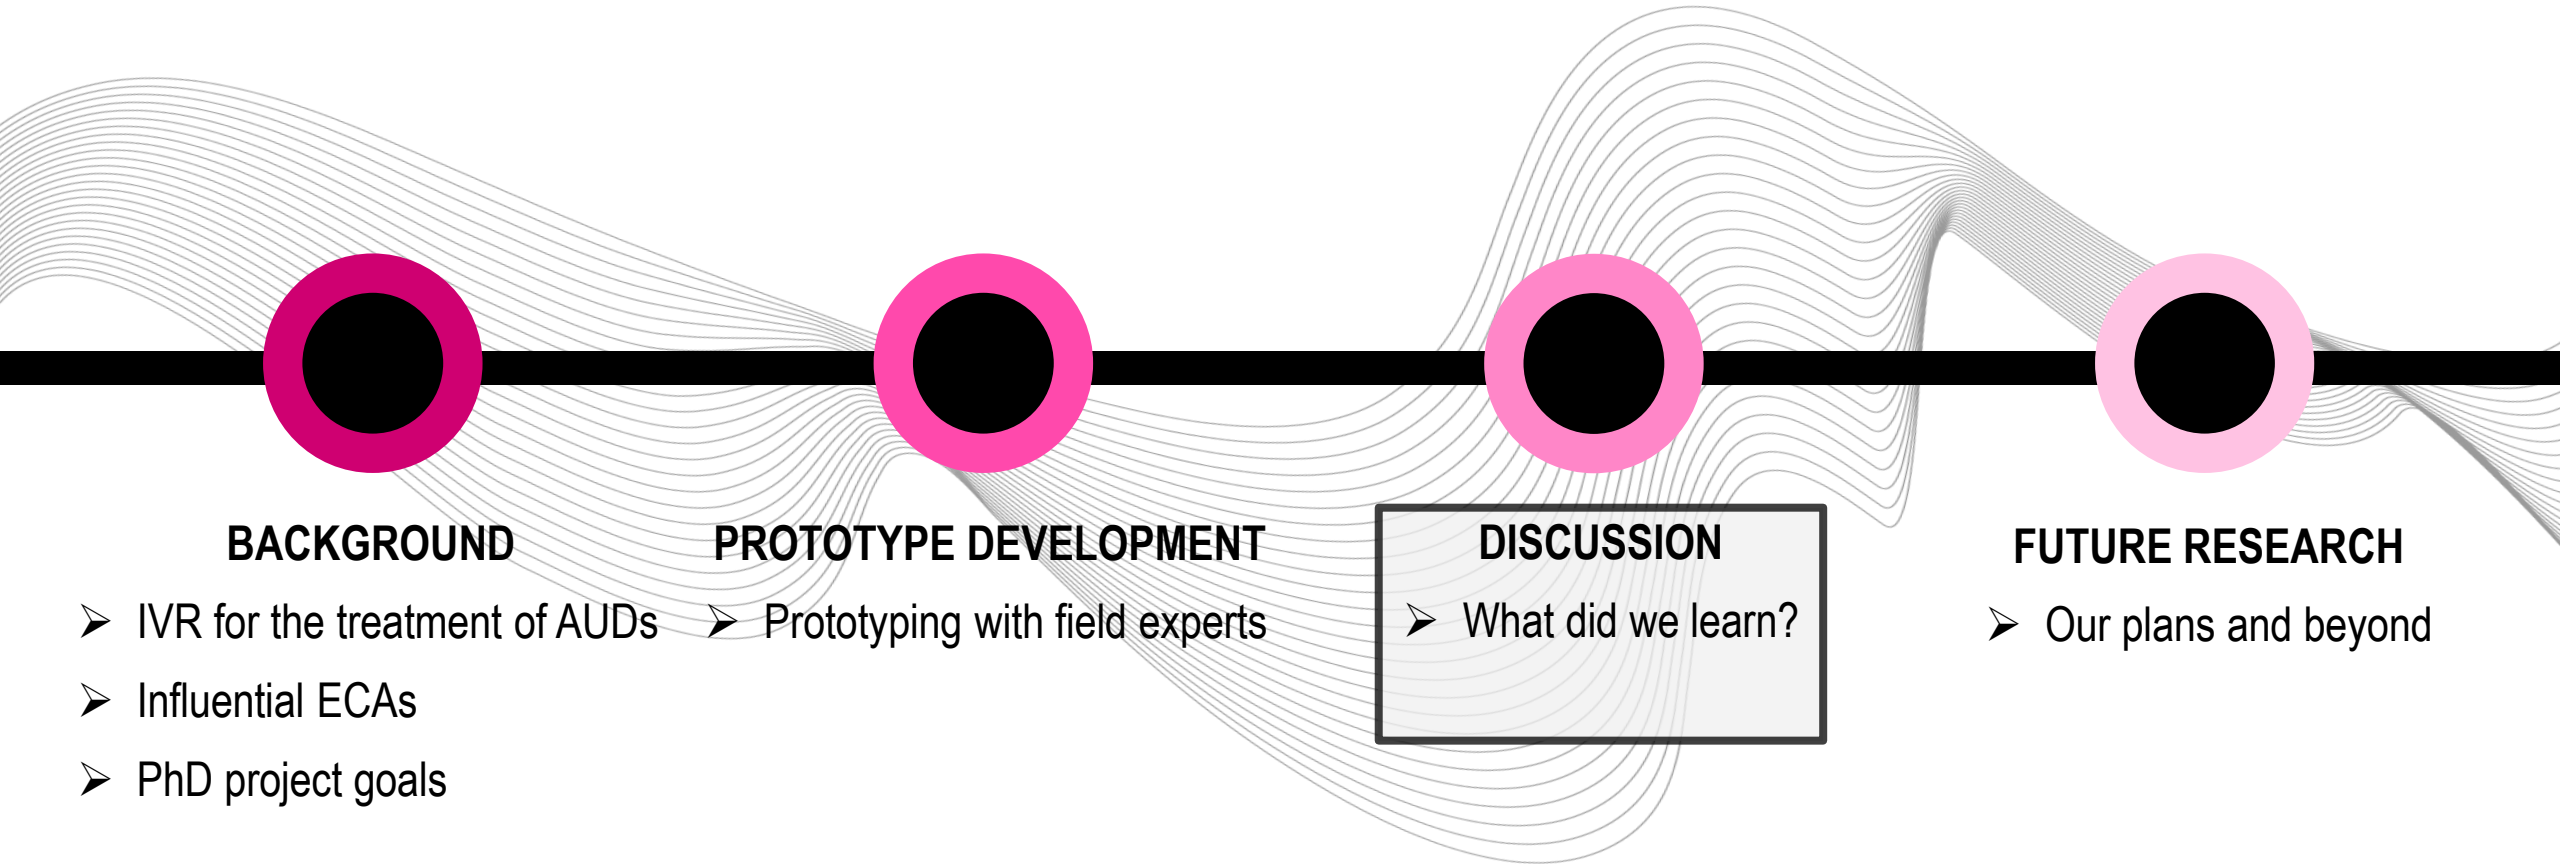 BACKGROUND
➢ IVR for the treatment of AUDs
➢ Influential ECAs
➢ PhD project goals
PROTOTYPE DEVELOPMENT
➢ Prototyping with field experts
DISCUSSION
➢ What did we learn?
FUTURE RESEARCH
➢ Our plans and beyond